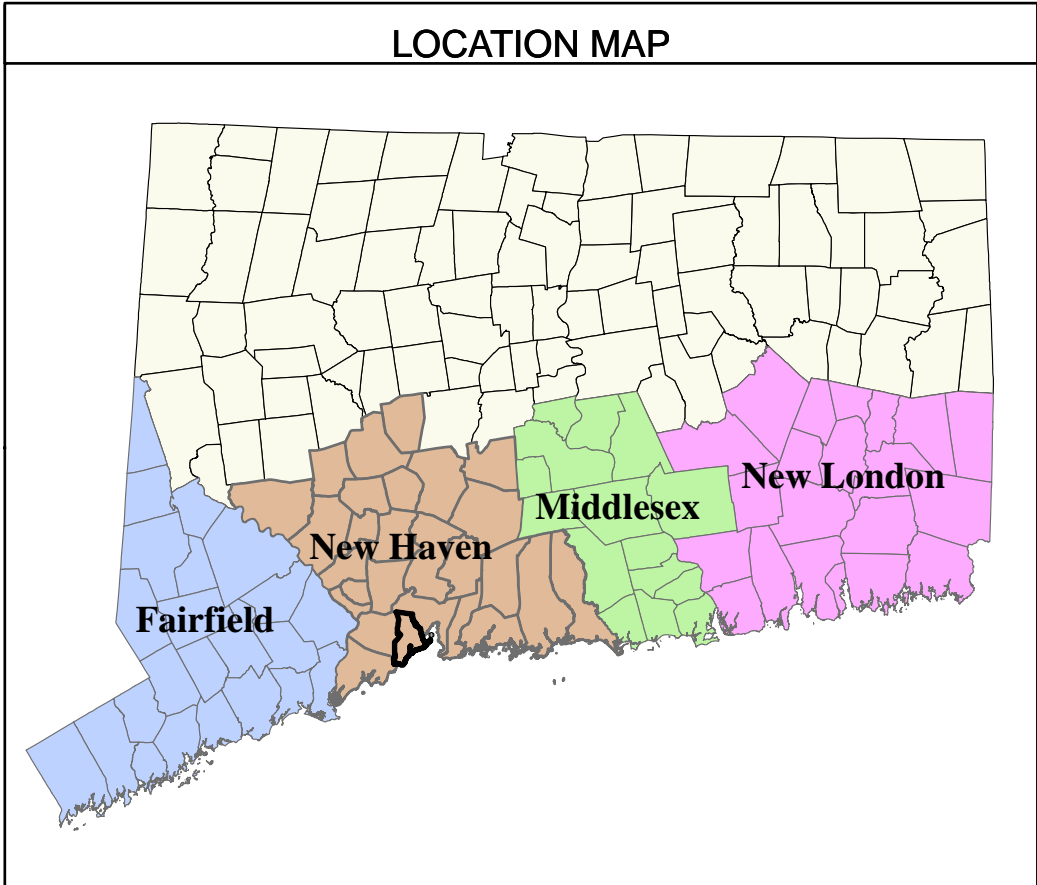 LOCATION MAP
New London
Middlesex
New Haven
Fairfield